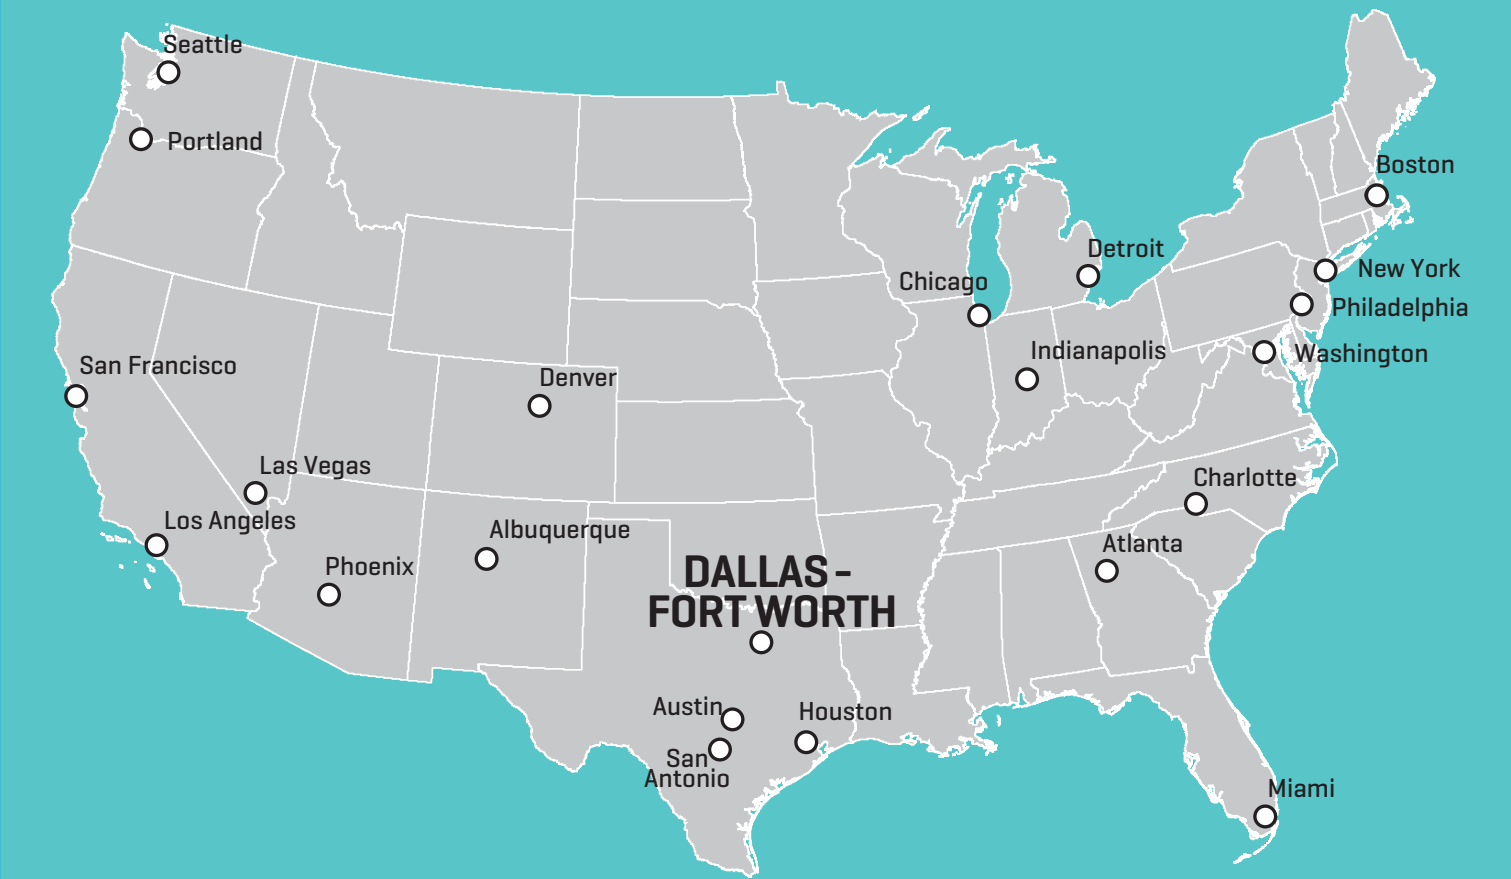 Seattle
Portland
Boston
Detroit
New York
Chicago
Philadelphia
Indianapolis
Washington
San Francisco
Denver
Las Vegas
Charlotte
Los Angeles
Albuquerque
Atlanta
Phoenix
DALLAS –
FORT WORTH
Austin
Houston
San
Antonio
Miami